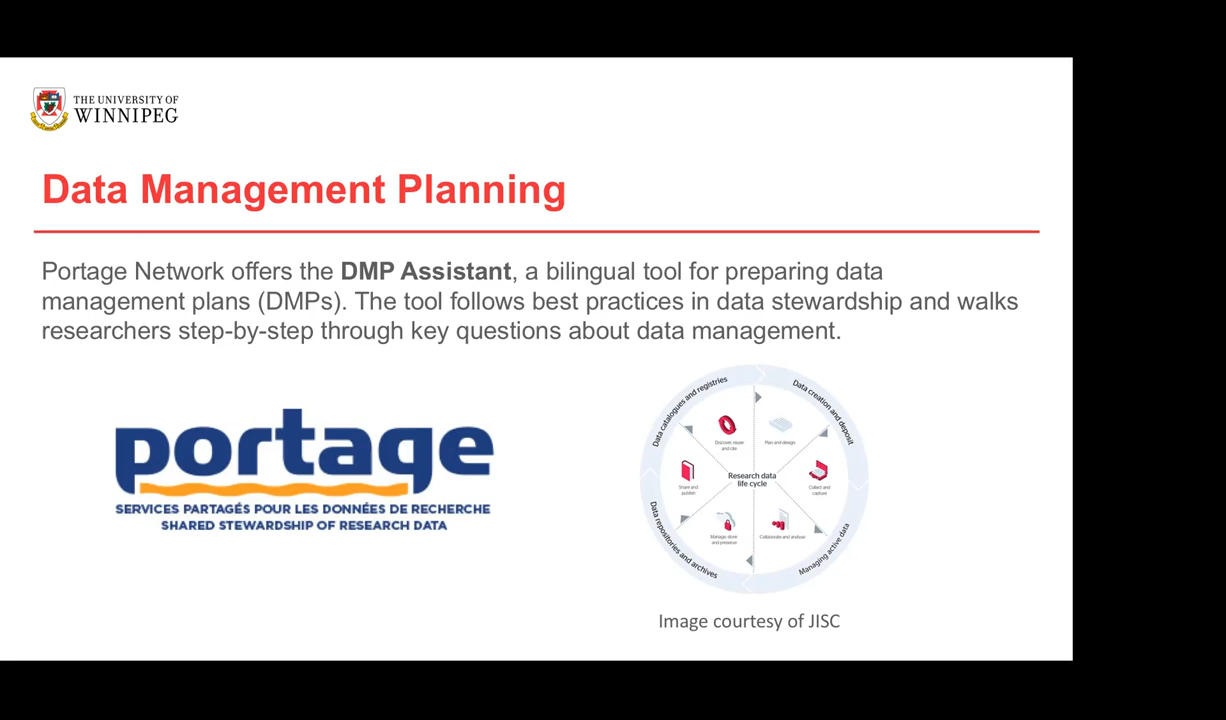 THE UNIVERSITY OF
WINNIPEG
Data Management Planning
Portage Network offers the DMP Assistant, a bilingual tool for preparing data
management plans (DMPs). The tool follows best practices in data stewardship and walks
researchers step-by-step through key questions about data management.
portage
SERVICES PARTAGÉS POUR LES DONNÉES DE RECHERCHE
SHARED STEWARDSHIP OF RESEARCH DATA
Data catalogues and registries
Data creation and deposit
Discover, reuse
and cite
Plan and design
Research data
life cycle
Share and
publish
Collect and
capture
Manage, store
and preserve
Collaborate and analyse
Data repositories and archives
Managing active data
Image courtesy of JISC